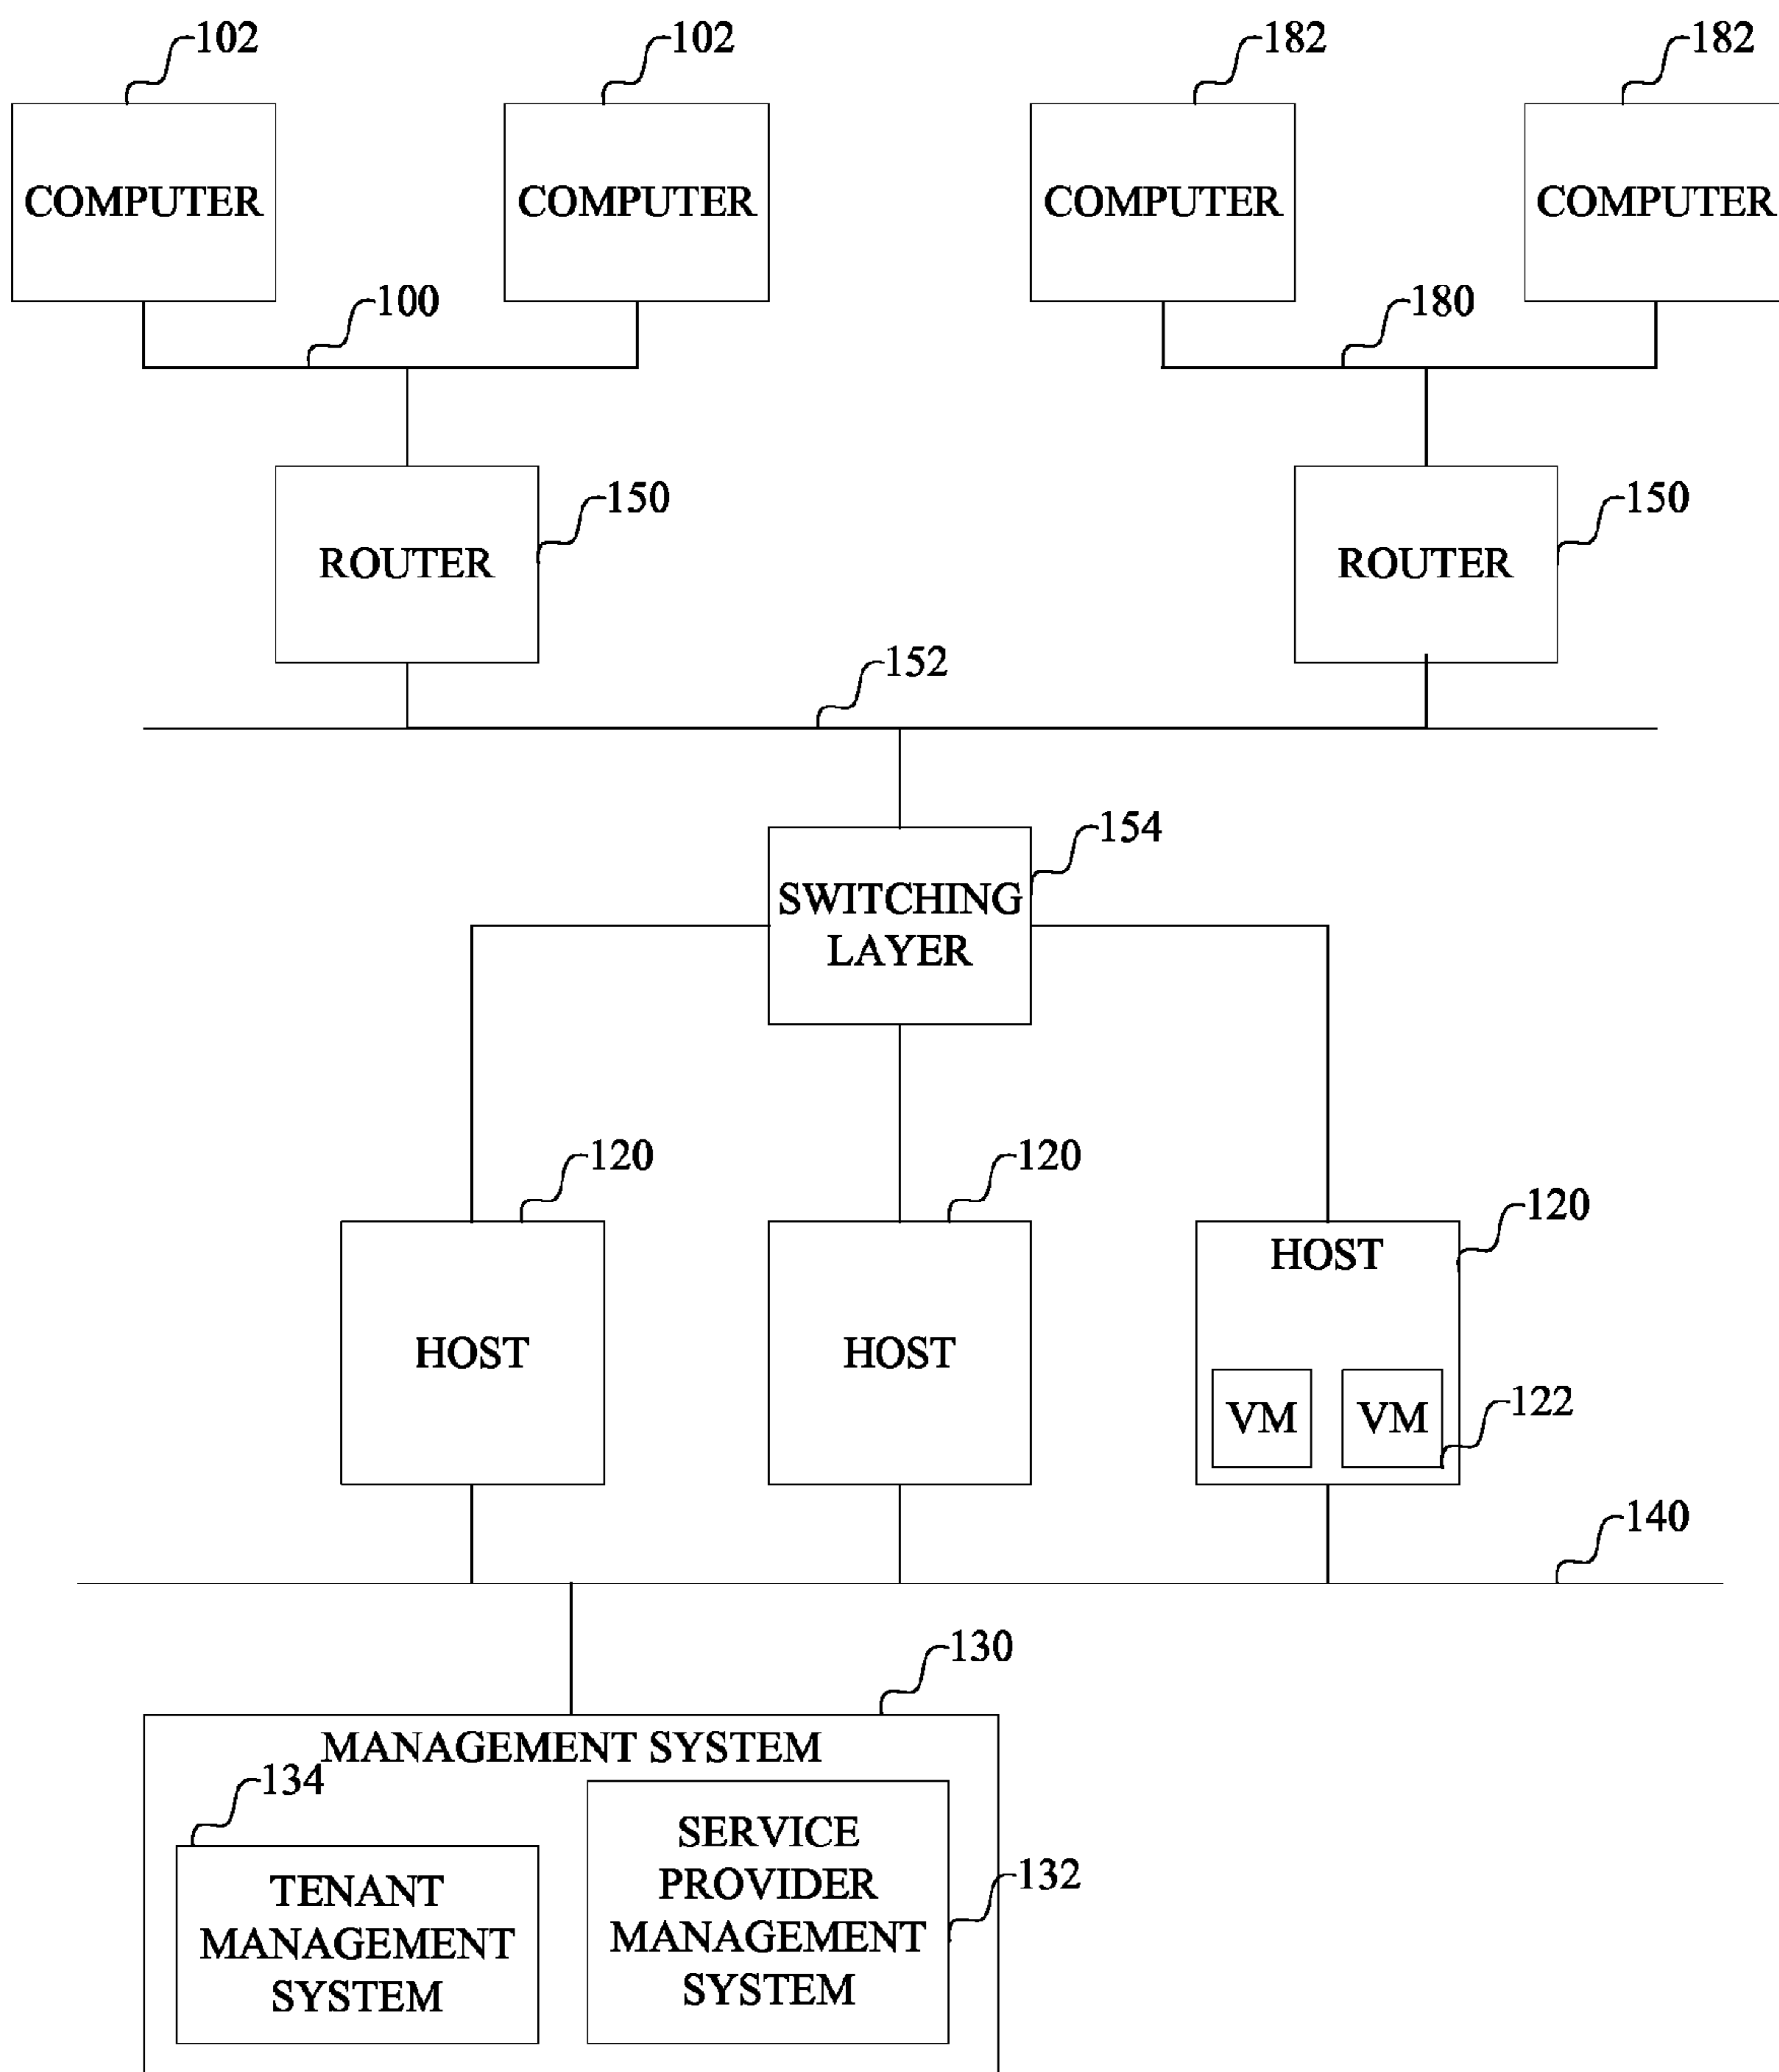 102
102
182
182
COMPUTER
COMPUTER
COMPUTER
COMPUTER
100
180
150
150
ROUTER
ROUTER
152
154
SWITCHING
LAYER
120
120
120
HOST
HOST
HOST
VM
VM
122
140
130
MANAGEMENT SYSTEM
134
TENANT
MANAGEMENT
SYSTEM
SERVICE
PROVIDER
MANAGEMENT
SYSTEM
132